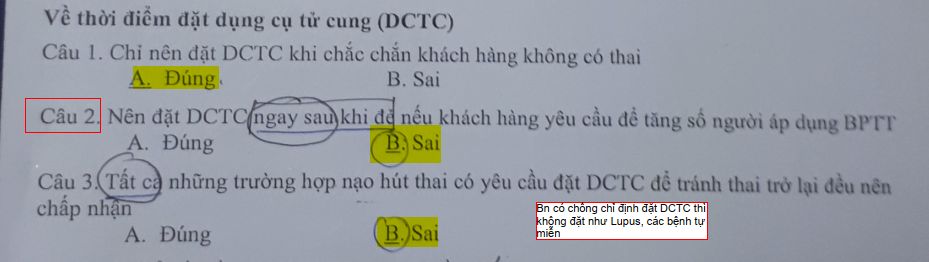 Về thời điểm đặt dụng cụ tử cung (DCTC)
Câu 1. Chỉ nên đặt DCTC khi chắc chắn khách hàng không có thai
A. Đúng. B. Sai
Câu 2. Nên đặt DCTC ngay sau khi đẻ nếu khách hàng yêu cầu để tăng số người áp dụng BPTT
A. Đúng B. Sai
Câu 3. Tất cả những trường hợp nạo hút thai có yêu cầu đặt DCTC để tránh thai trở lại đều nên
chấp nhận
Bn có chống chỉ định đặt DCTC thì
không đặt như Lupus, các bệnh tự
miễn
A. Đúng B. Sai